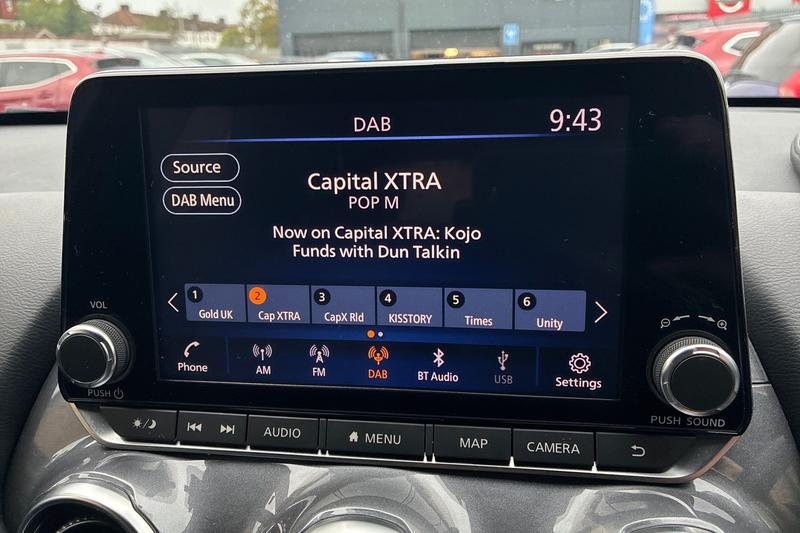 DAB
9:43
Source
DAB Menu
Capital XTRA
POP M
Now on Capital XTRA: Kojo
Funds with Dun Talkin
1
Gold UK
2
Cap XTRA
3
CapX Rld
4
KISSTORY
5
Times
6
Unity
Phone
AM
FM
DAB
BT Audio
USB
Settings
VOL
PUSH
PUSH SOUND
AUDIO
MENU
MAP
CAMERA